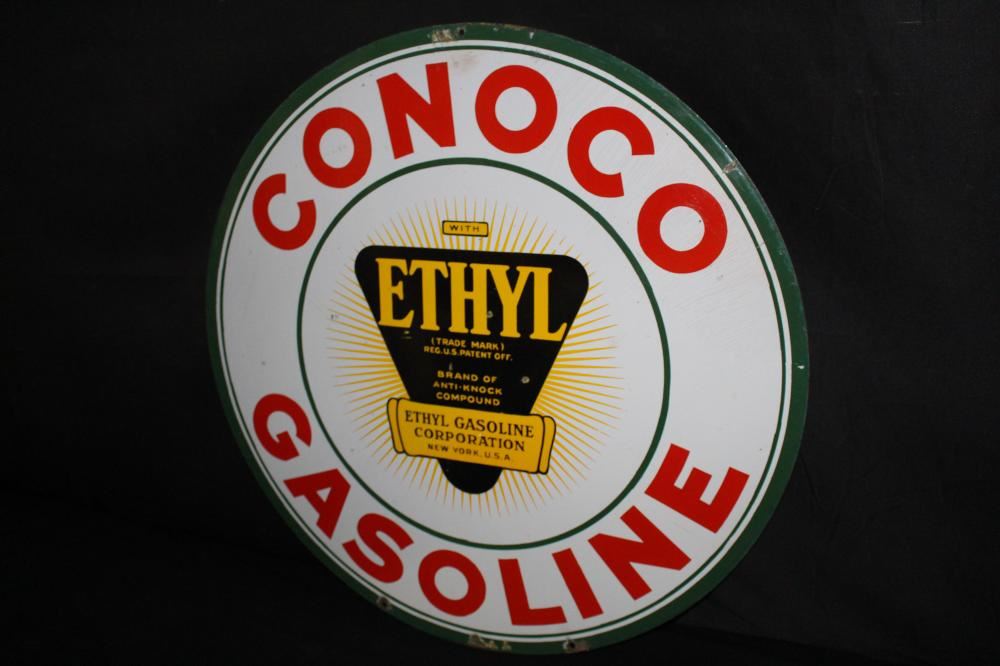 CONOCO
WITH
ETHYL
(TRADE MARK)
REG.U.S.PATENT OFF.
BRAND OF
ANTI-KNOCK
COMPOUND
ETHYL GASOLINE
CORPORATION
NEW YORK, U.S.A.
GASOLINE